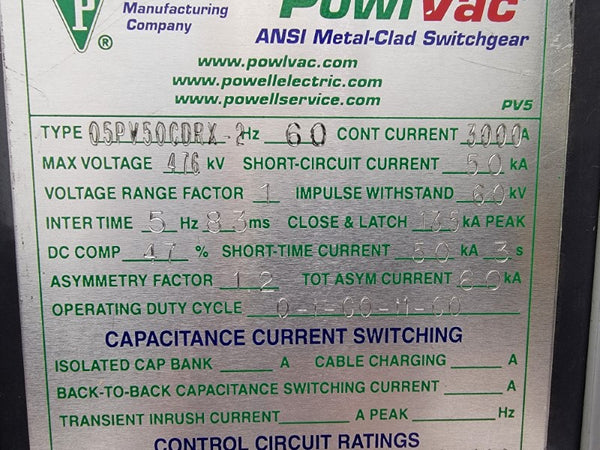 P ®
Manufacturing
Company
PowlVac
ANSI Metal-Clad Switchgear
www.powlvac.com
www.powellelectric.com
www.powellservice.com
PV5
TYPE 05PV50CDRX-2 Hz 60 CONT CURRENT 3000 A
MAX VOLTAGE 4.76 kV SHORT-CIRCUIT CURRENT 50 kA
VOLTAGE RANGE FACTOR 1 IMPULSE WITHSTAND 60 kV
INTER TIME 5 Hz 83 ms CLOSE & LATCH 135 kA PEAK
DC COMP 47 % SHORT-TIME CURRENT 50 kA 3 s
ASYMMETRY FACTOR 1.2 TOT ASYM CURRENT 60 kA
OPERATING DUTY CYCLE
CAPACITANCE CURRENT SWITCHING
ISOLATED CAP BANK A CABLE CHARGING A
BACK-TO-BACK CAPACITANCE SWITCHING CURRENT A
TRANSIENT INRUSH CURRENT A PEAK Hz
CONTROL CIRCUIT RATINGS